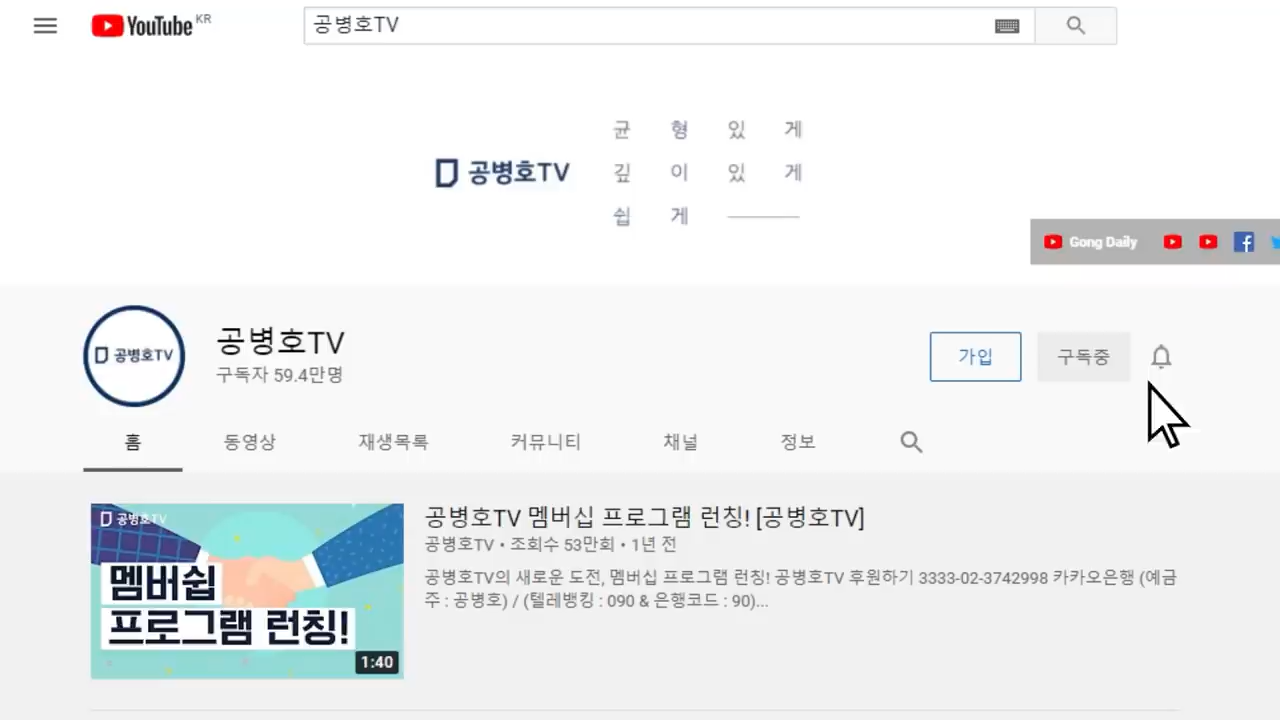 YouTube KR
공병호TV
공병호TV
균형있게
깊이있게
쉽게
Gong Daily
공병호TV
공병호TV
구독자 59.4만명
가입
구독중
홈
동영상
재생목록
커뮤니티
채널
정보
공병호TV
멤버쉽
프로그램 런칭!
1:40
공병호TV 멤버십 프로그램 런칭! [공병호TV]
공병호TV • 조회수 53만회 • 1년 전
공병호TV의 새로운 도전, 멤버십 프로그램 런칭! 공병호TV 후원하기 3333-02-3742998 카카오은행 (예금
주 : 공병호) / (텔레뱅킹 : 090 & 은행코드 : 90)...